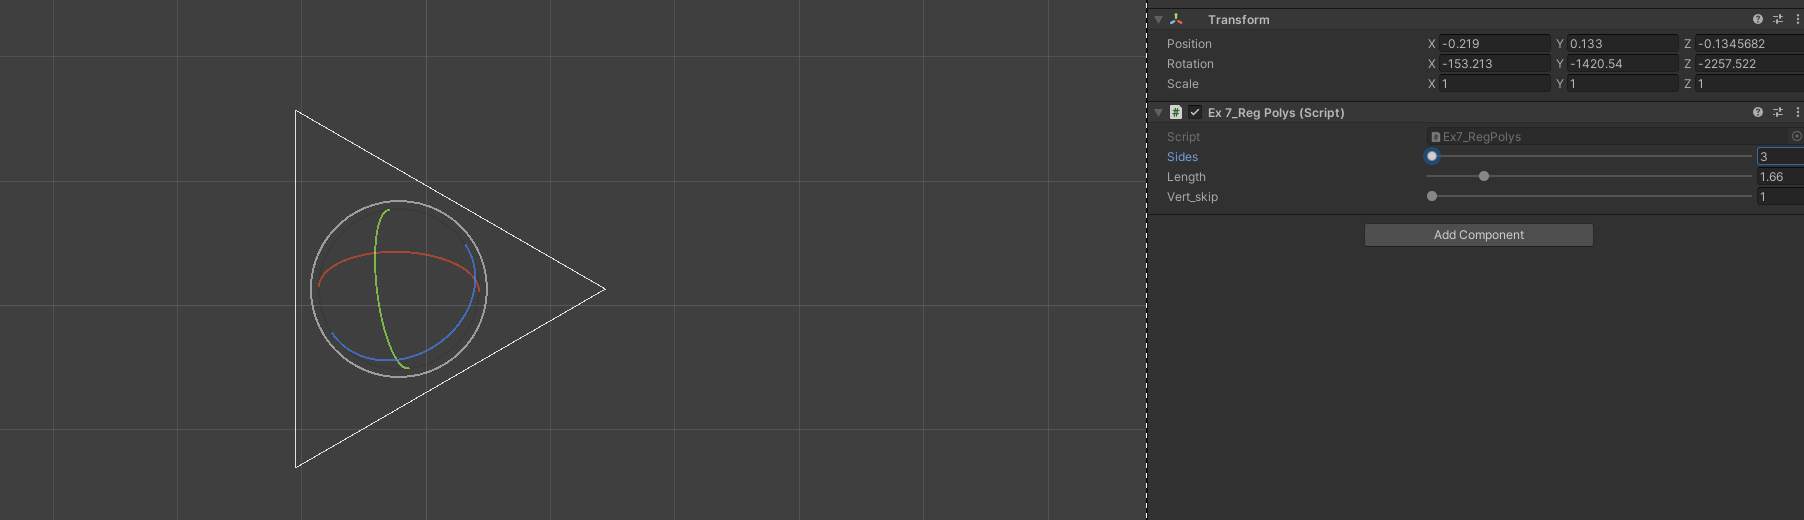 Transform
Position X -0.219 Y 0.133 Z -0.1345682
Rotation X -153.213 Y -1420.54 Z -2257.522
Scale X 1 Y 1 Z 1
# Ex 7_Reg Polys (Script)
Script Ex7_RegPolys
Sides 3
Length 1.66
Vert_skip 1
Add Component